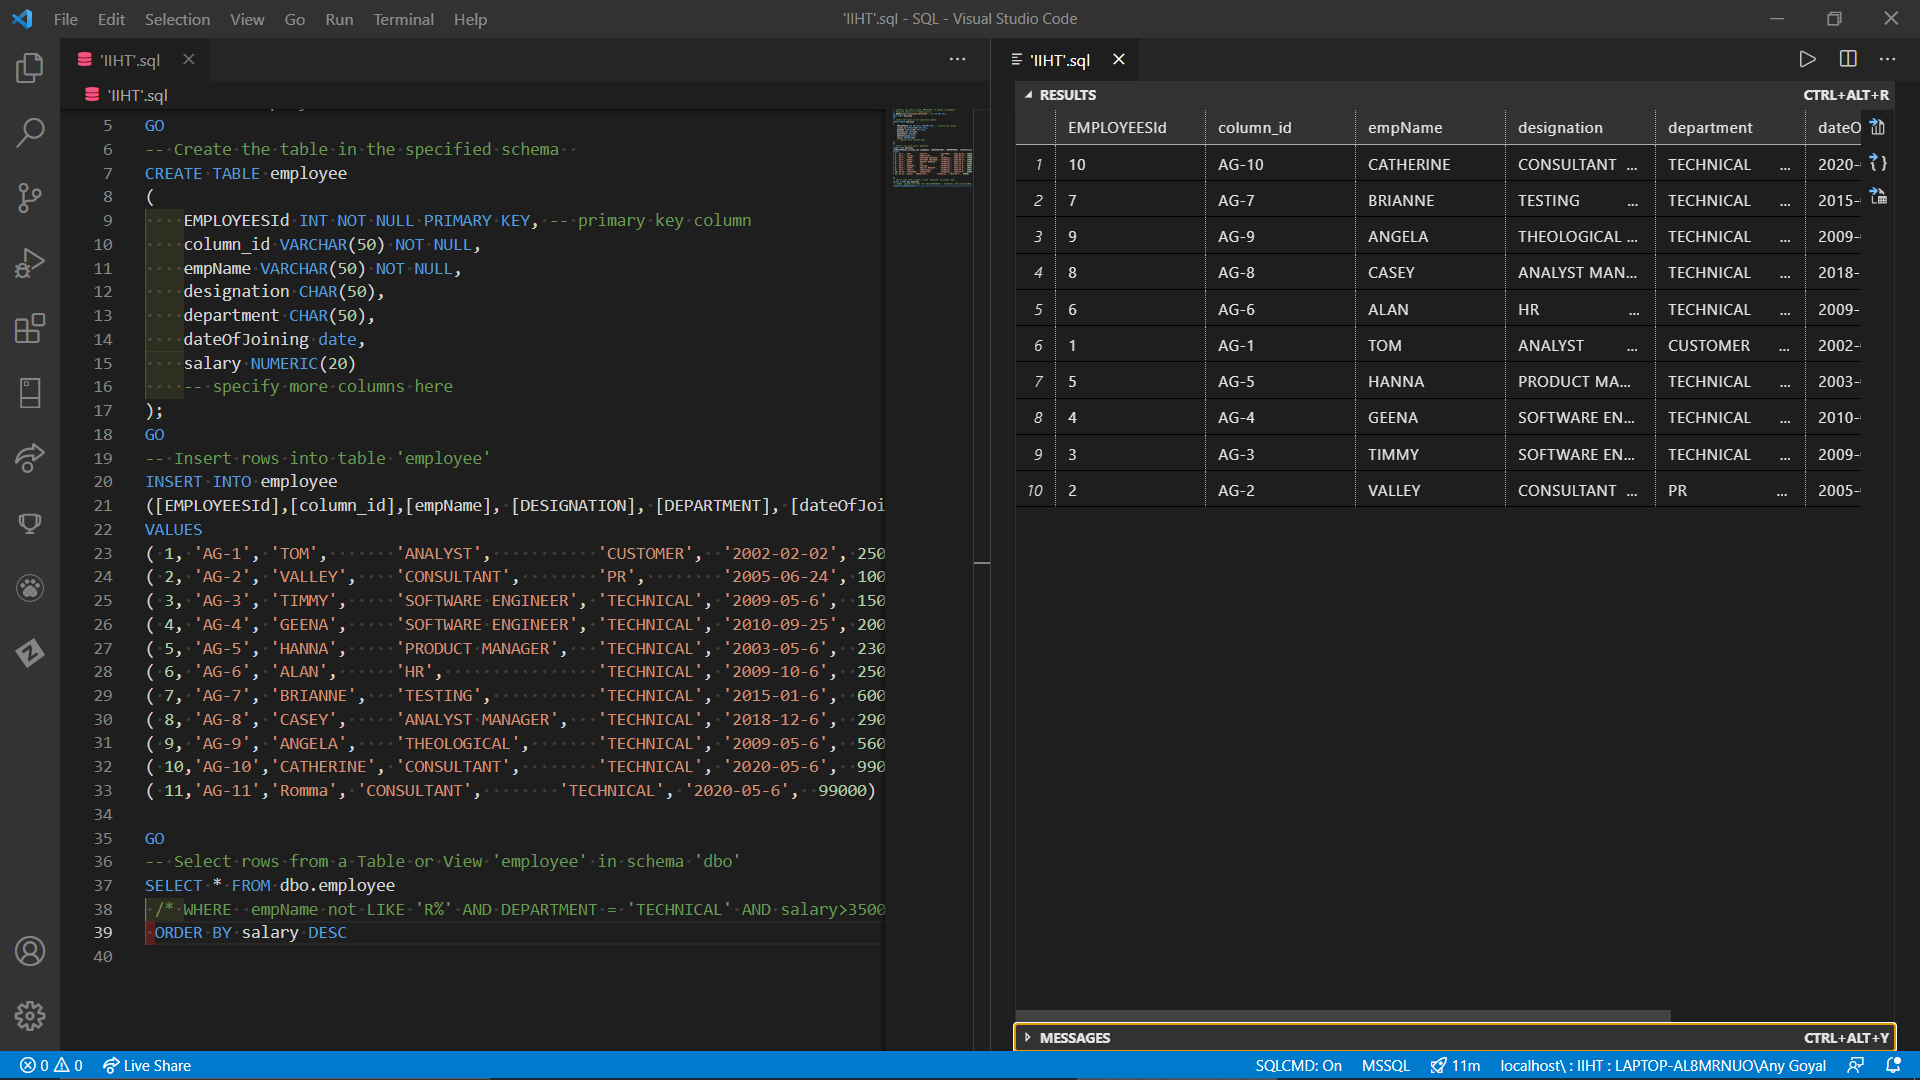 File Edit Selection View Go Run Terminal Help
'IIHT'.sql - SQL - Visual Studio Code
'IIHT'.sql
'IIHT'.sql
5 GO
6 -- Create the table in the specified schema
7 CREATE TABLE employee
8 (
9 EMPLOYEESId INT NOT NULL PRIMARY KEY, -- primary key column
10 column_id VARCHAR(50) NOT NULL,
11 empName VARCHAR(50) NOT NULL,
12 designation CHAR(50),
13 department CHAR(50),
14 dateOfJoining date,
15 salary NUMERIC(20)
16 -- specify more columns here
17 );
18 GO
19 -- Insert rows into table 'employee'
20 INSERT INTO employee
21 ([EMPLOYEESId],[column_id],[empName], [DESIGNATION], [DEPARTMENT], [dateOfJoi
22 VALUES
23 ( 1, 'AG-1', 'TOM', 'ANALYST', 'CUSTOMER', '2002-02-02', 250
24 ( 2, 'AG-2', 'VALLEY', 'CONSULTANT', 'PR', '2005-06-24', 100
25 ( 3, 'AG-3', 'TIMMY', 'SOFTWARE ENGINEER', 'TECHNICAL', '2009-05-6', 150
26 ( 4, 'AG-4', 'GEENA', 'SOFTWARE ENGINEER', 'TECHNICAL', '2010-09-25', 200
27 ( 5, 'AG-5', 'HANNA', 'PRODUCT MANAGER', 'TECHNICAL', '2003-05-6', 230
28 ( 6, 'AG-6', 'ALAN', 'HR', 'TECHNICAL', '2009-10-6', 250
29 ( 7, 'AG-7', 'BRIANNE', 'TESTING', 'TECHNICAL', '2015-01-6', 600
30 ( 8, 'AG-8', 'CASEY', 'ANALYST MANAGER', 'TECHNICAL', '2018-12-6', 290
31 ( 9, 'AG-9', 'ANGELA', 'THEOLOGICAL', 'TECHNICAL', '2009-05-6', 560
32 ( 10,'AG-10','CATHERINE', 'CONSULTANT', 'TECHNICAL', '2020-05-6', 990
33 ( 11,'AG-11','Romma', 'CONSULTANT', 'TECHNICAL', '2020-05-6', 99000)
34
35 GO
36 -- Select rows from a Table or View 'employee' in schema 'dbo'
37 SELECT * FROM dbo.employee
38 /* WHERE empName not LIKE 'R%' AND DEPARTMENT = 'TECHNICAL' AND salary>3500
39 ORDER BY salary DESC
40
'IIHT'.sql
RESULTS CTRL+ALT+R
EMPLOYEESId column_id empName designation department dateO
1 10 AG-10 CATHERINE CONSULTANT ... TECHNICAL ... 2020-
2 7 AG-7 BRIANNE TESTING ... TECHNICAL ... 2015-
3 9 AG-9 ANGELA THEOLOGICAL ... TECHNICAL ... 2009-
4 8 AG-8 CASEY ANALYST MAN... TECHNICAL ... 2018-
5 6 AG-6 ALAN HR ... TECHNICAL ... 2009-
6 1 AG-1 TOM ANALYST ... CUSTOMER ... 2002-
7 5 AG-5 HANNA PRODUCT MA... TECHNICAL ... 2003-
8 4 AG-4 GEENA SOFTWARE EN... TECHNICAL ... 2010-
9 3 AG-3 TIMMY SOFTWARE EN... TECHNICAL ... 2009-
10 2 AG-2 VALLEY CONSULTANT ... PR ... 2005-
MESSAGES CTRL+ALT+Y
0 0 Live Share SQLCMD: On MSSQL 11m localhost\ : IIHT : LAPTOP-AL8MRNUO\Any Goyal